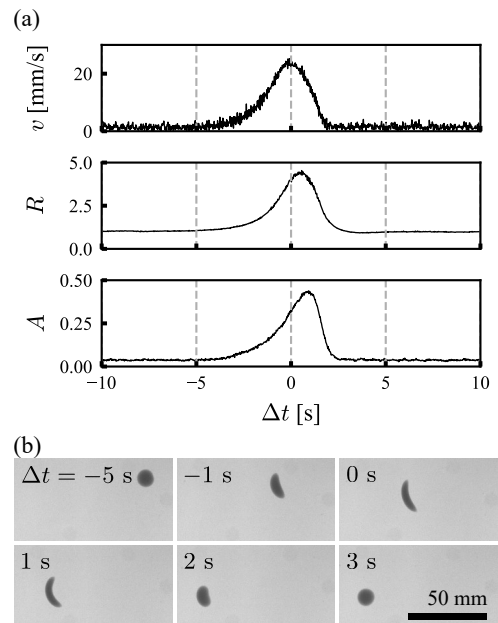 (a)
v [mm/s]
20
0
R
5.0
2.5
0.0
A
0.50
0.25
0.00
−10 −5 0 5 10
Δt [s]
(b)
Δt = −5 s −1 s 0 s
1 s 2 s 3 s
50 mm